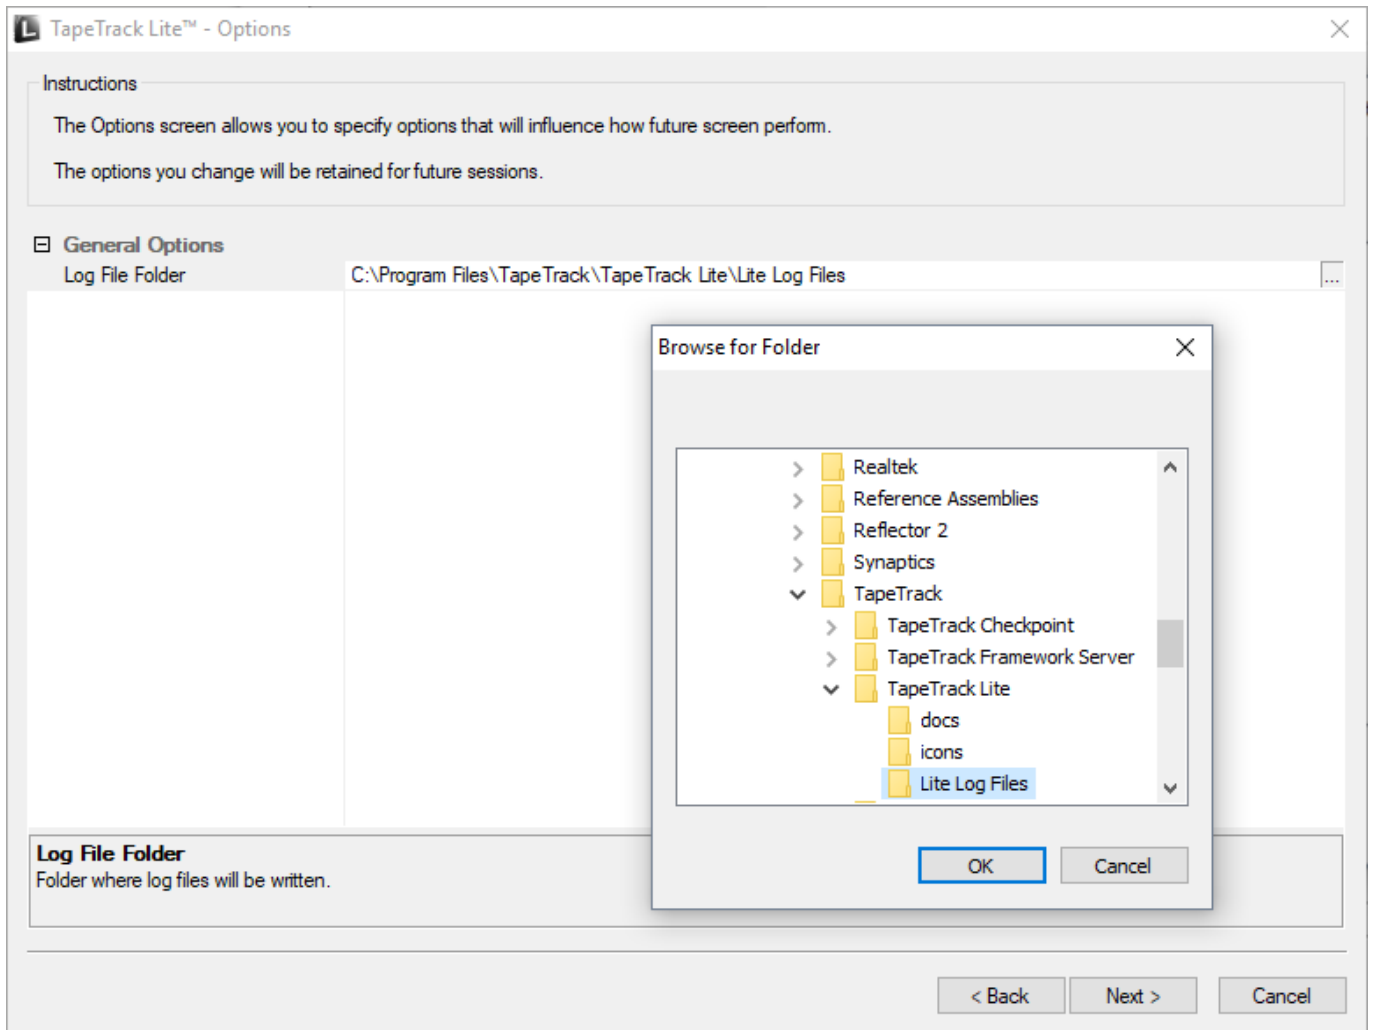 TapeTrack Lite™ - Options
Instructions
The Options screen allows you to specify options that will influence how future screen perform.
The options you change will be retained for future sessions.
General Options
Log File Folder C:\Program Files\TapeTrack\TapeTrack Lite\Lite Log Files ...
Browse for Folder
Realtek
Reference Assemblies
Reflector 2
Synaptics
TapeTrack
TapeTrack Checkpoint
TapeTrack Framework Server
TapeTrack Lite
docs
icons
Lite Log Files
OK Cancel
Log File Folder
Folder where log files will be written.
< Back Next > Cancel